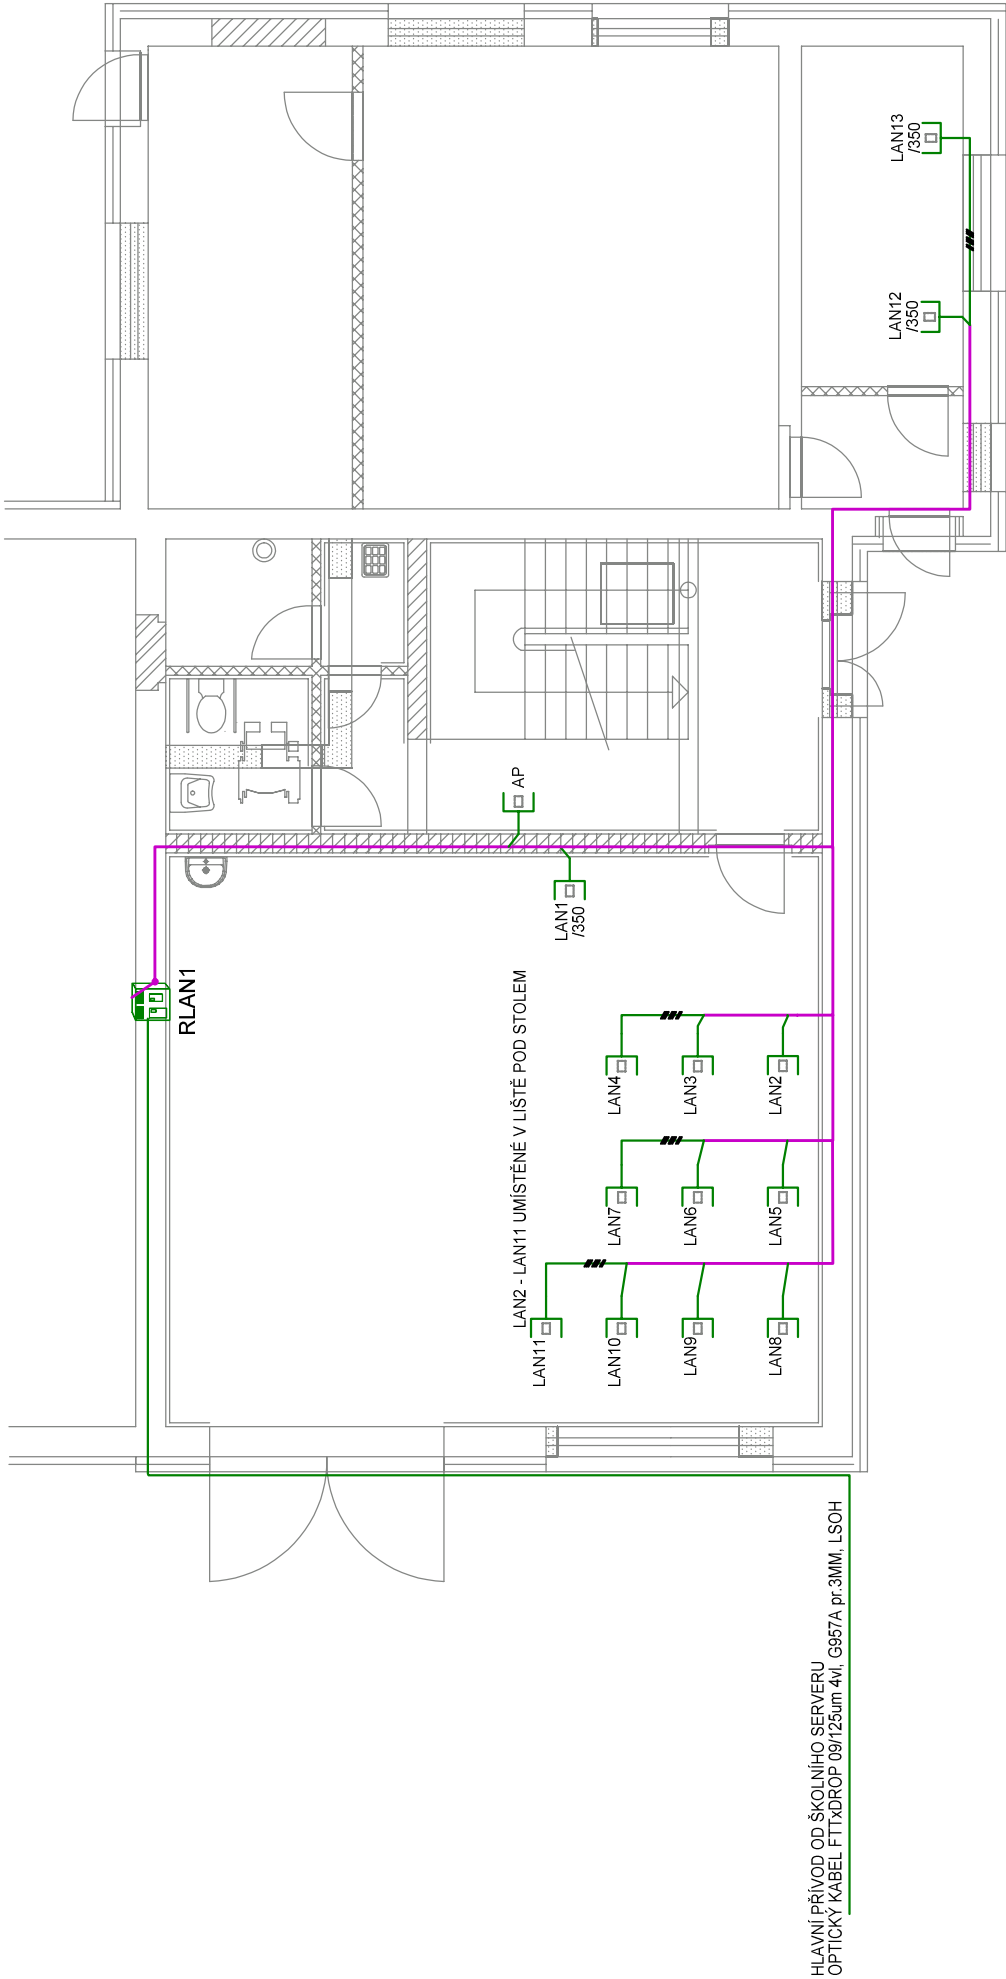 LAN13
/350
LAN12
/350
AP
LAN1
/350
RLAN1
LAN2 - LAN11 UMÍSTĚNÉ V LIŠTĚ POD STOLEM
LAN4
LAN3
LAN2
LAN7
LAN6
LAN5
LAN11
LAN10
LAN9
LAN8
HLAVNÍ PŘÍVOD OD ŠKOLNÍHO SERVERU
OPTICKÝ KABEL FTTxDROP 09/125um 4vl, G957A pr.3MM, LSOH